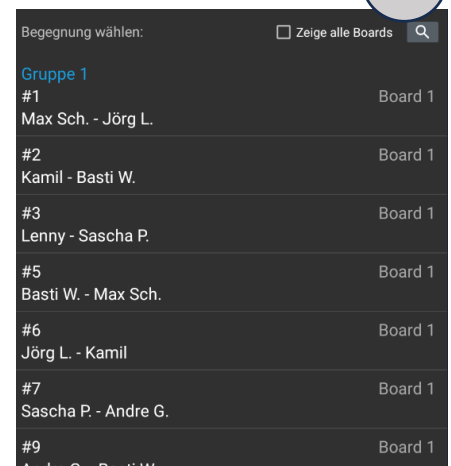 Begegnung wählen: Zeige alle Boards
Gruppe 1
#1 Board 1
Max Sch. - Jörg L.
#2 Board 1
Kamil - Basti W.
#3 Board 1
Lenny - Sascha P.
#5 Board 1
Basti W. - Max Sch.
#6 Board 1
Jörg L. - Kamil
#7 Board 1
Sascha P. - Andre G.
#9 Board 1